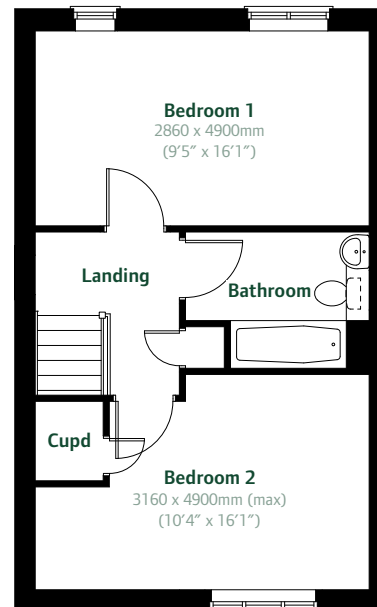 Bedroom 1
2860 x 4900mm
(9’5” x 16’1”)
Landing
Bathroom
Cupd
Bedroom 2
3160 x 4900mm (max)
(10’4” x 16’1”)